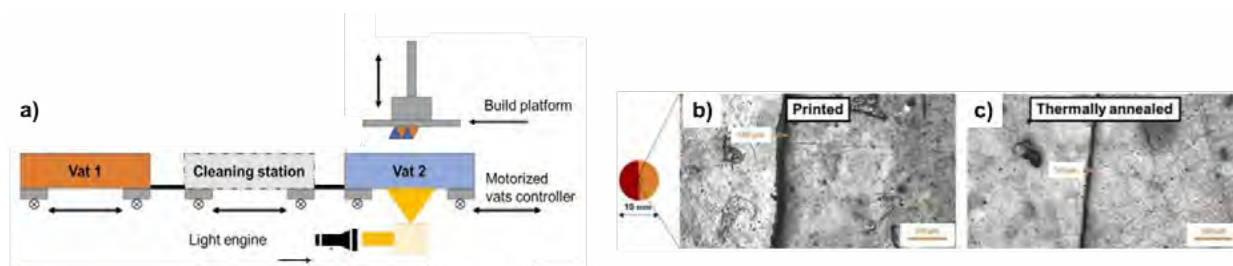 a)
Build platform
Vat 1
Cleaning station
Vat 2
Motorized
vats controller
Light engine
b)
Printed
10 mm
c)
Thermally annealed